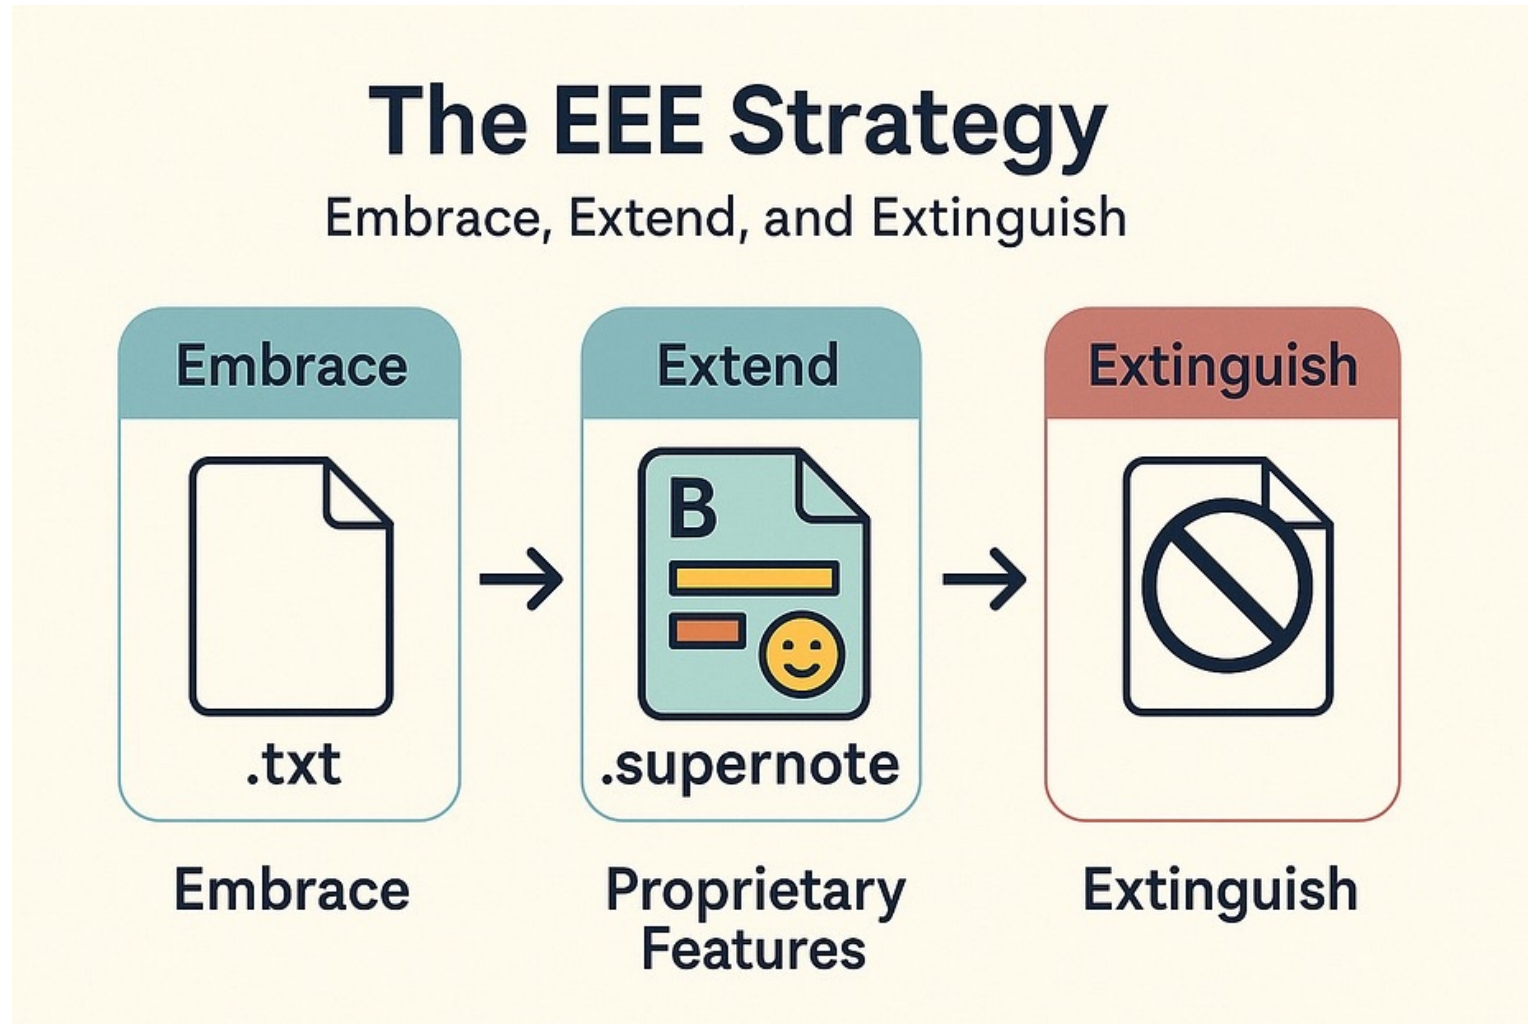 The EEE Strategy
Embrace, Extend, and Extinguish
Embrace
.txt
Embrace
Extend
B
.supernote
Proprietary
Features
Extinguish
Extinguish